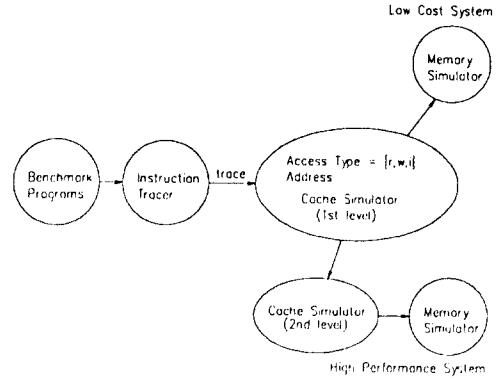 Low Cost System
Memory
Simulator
Benchmark
Programs
Instruction
Tracer
trace
Access Type = {r,w,i}
Address
Cache Simulator
(1st level)
Cache Simulator
(2nd level)
Memory
Simulator
High Performance System